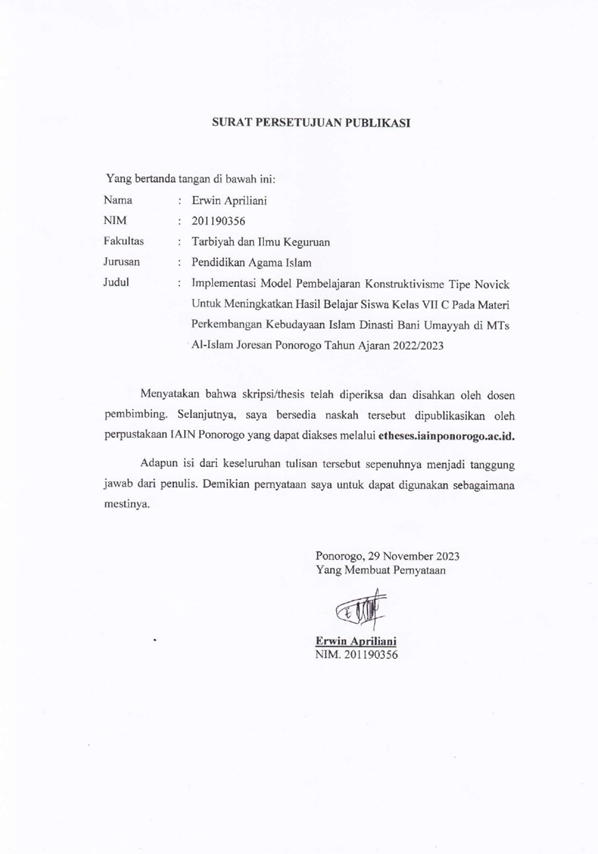 SURAT PERSETUJUAN PUBLIKASI
Yang bertanda tangan di bawah ini:
Nama : Erwin Apriliani
NIM : 201190356
Fakultas : Tarbiyah dan Ilmu Keguruan
Jurusan : Pendidikan Agama Islam
Judul : Implementasi Model Pembelajaran Konstruktivisme Tipe Novick
Untuk Meningkatkan Hasil Belajar Siswa Kelas VII C Pada Materi
Perkembangan Kebudayaan Islam Dinasti Bani Umayyah di MTs
Al-Islam Joresan Ponorogo Tahun Ajaran 2022/2023
Menyatakan bahwa skripsi/thesis telah diperiksa dan disahkan oleh dosen
pembimbing. Selanjutnya, saya bersedia naskah tersebut dipublikasikan oleh
perpustakaan IAIN Ponorogo yang dapat diakses melalui etheses.iainponorogo.ac.id.
Adapun isi dari keseluruhan tulisan tersebut sepenuhnya menjadi tanggung
jawab dari penulis. Demikian pernyataan saya untuk dapat digunakan sebagaimana
mestinya.
Ponorogo, 29 November 2023
Yang Membuat Pernyataan
Erwin Apriliani
NIM. 201190356